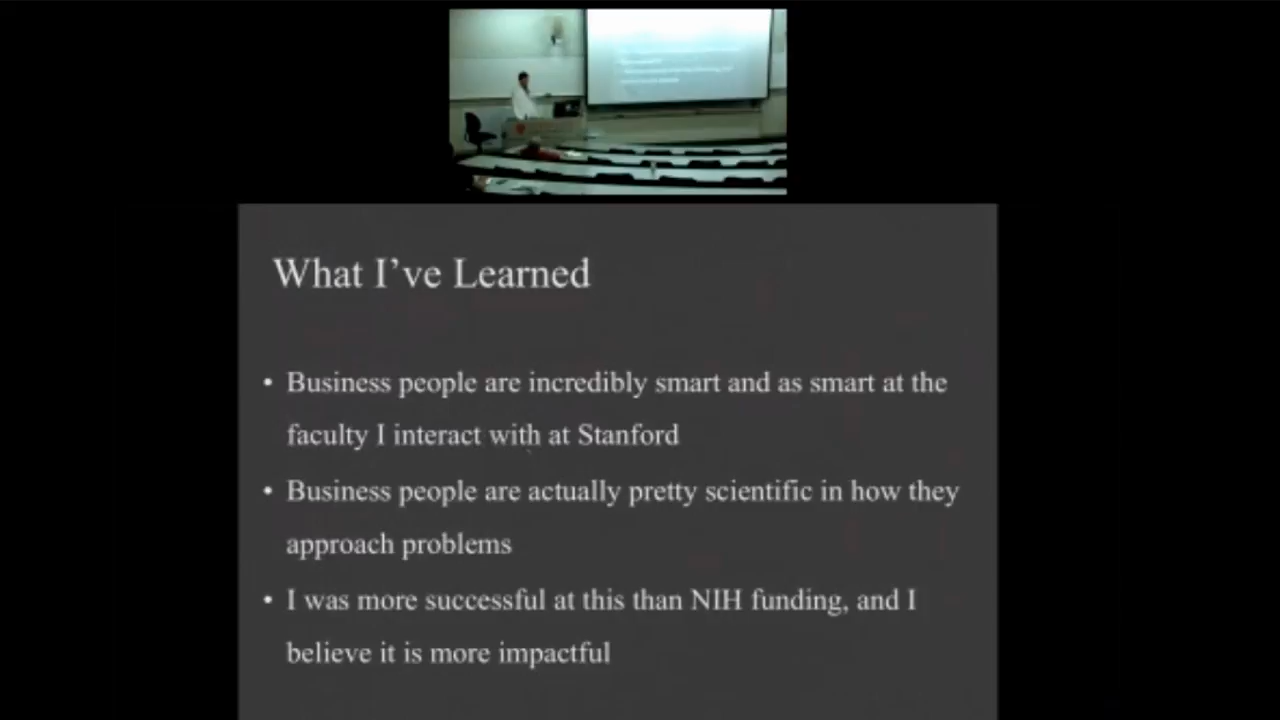 What I've Learned
• Business people are incredibly smart and as smart at the
faculty I interact with at Stanford
• Business people are actually pretty scientific in how they
approach problems
• I was more successful at this than NIH funding, and I
believe it is more impactful